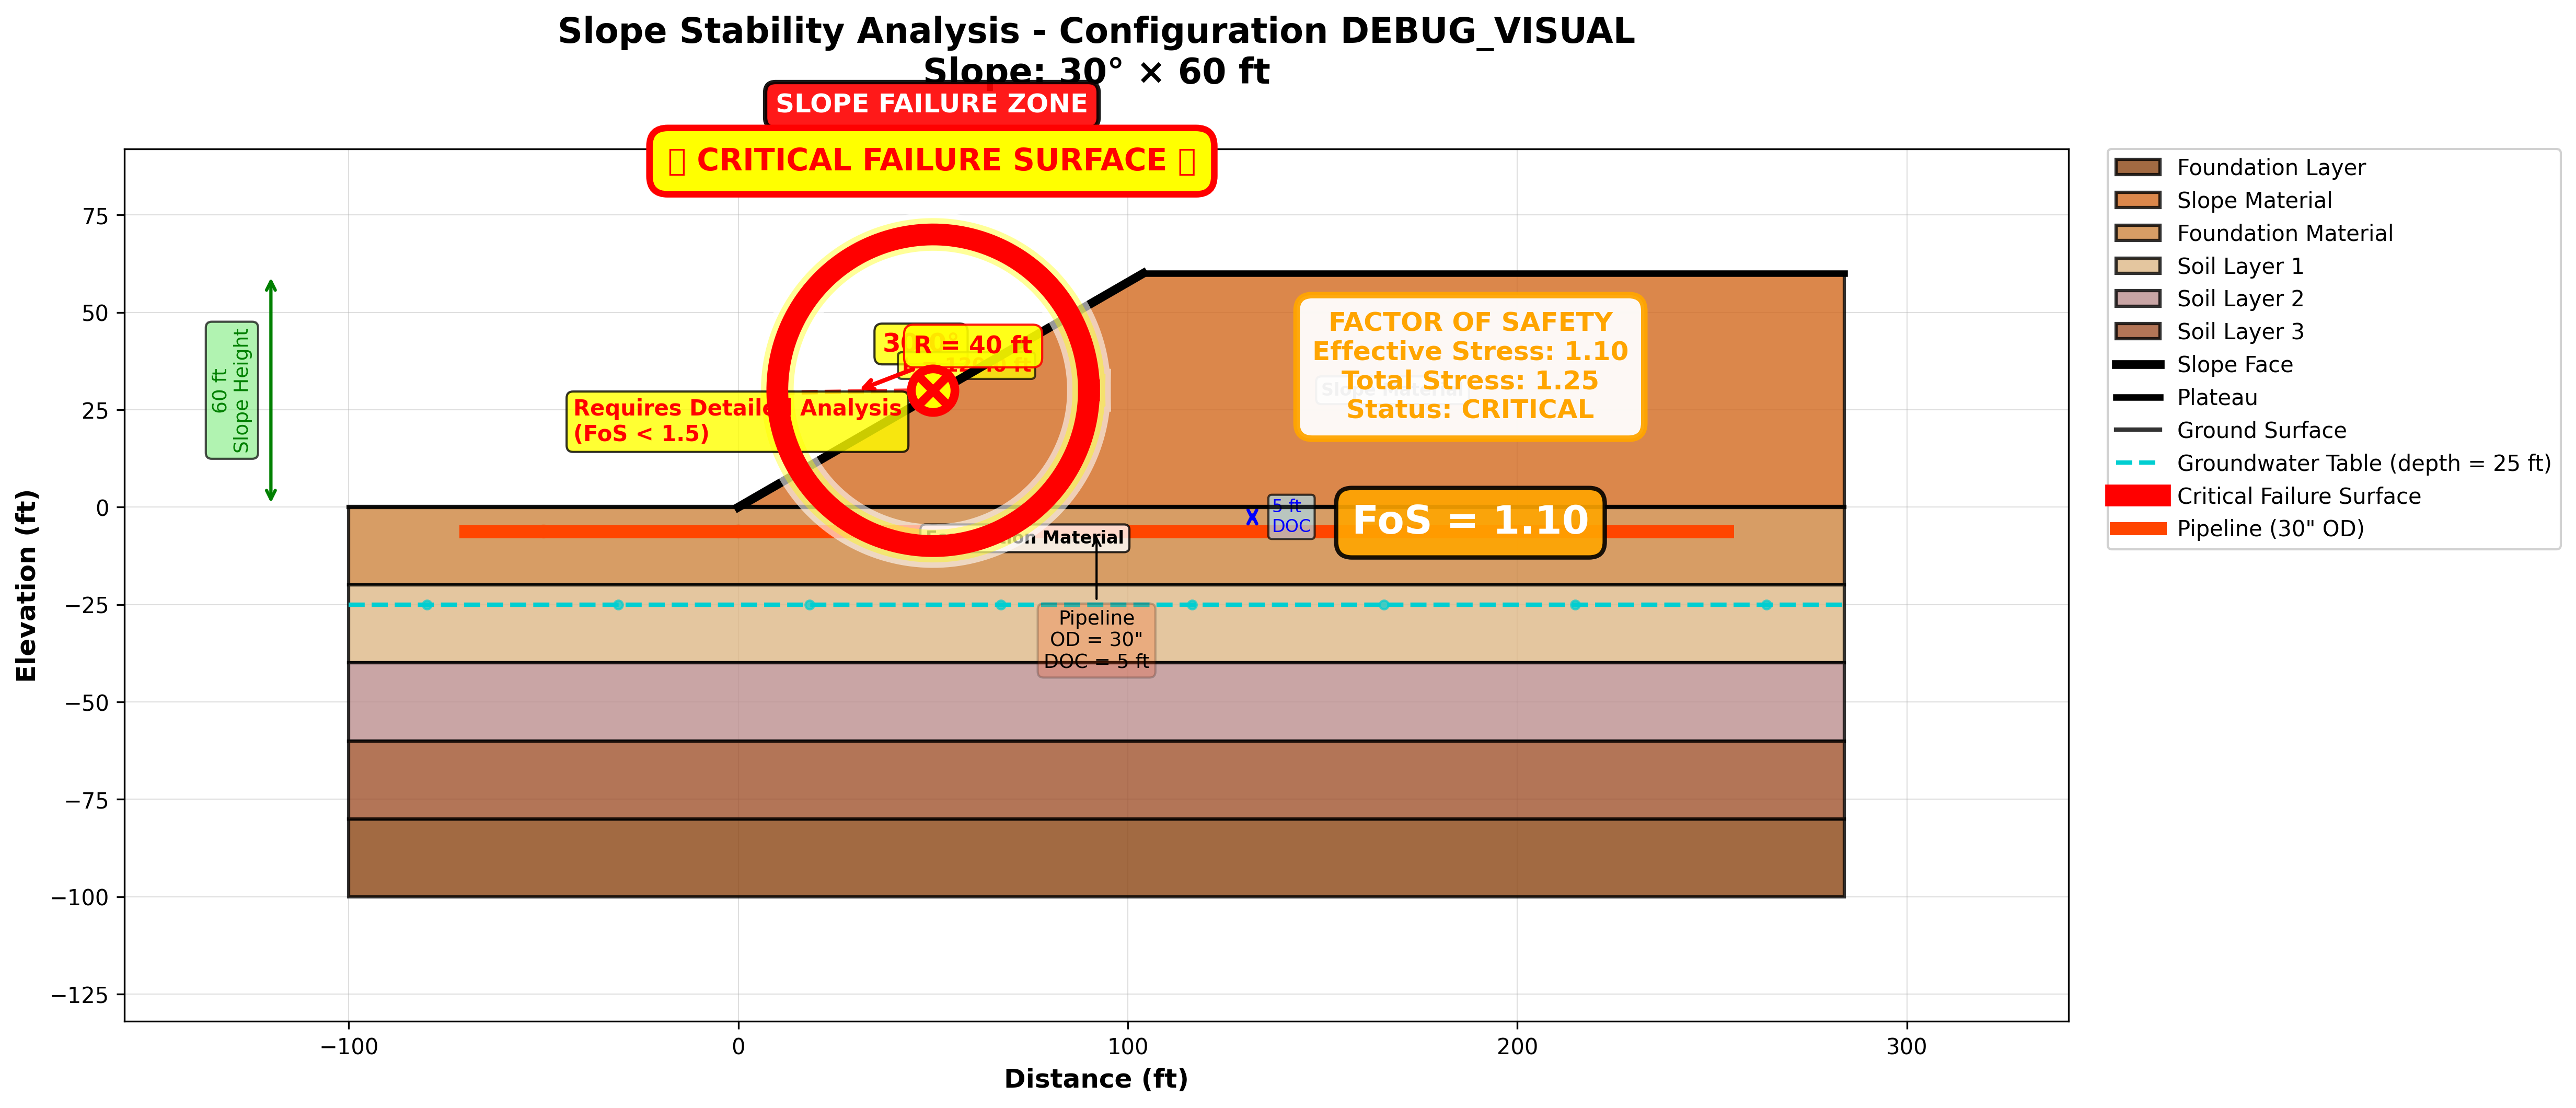 Slope Stability Analysis - Configuration DEBUG_VISUAL
Slope: 30° × 60 ft
SLOPE FAILURE ZONE
CRITICAL FAILURE SURFACE
75
50
25
0
−25
−50
−75
−100
−125
Elevation (ft)
60 ft
Slope Height
R = 40 ft
Requires Detailed Analysis
(FoS < 1.5)
FACTOR OF SAFETY
Effective Stress: 1.10
Total Stress: 1.25
Status: CRITICAL
Slope Material
5 ft
DOC
FoS = 1.10
Foundation Material
Pipeline
OD = 30"
DOC = 5 ft
−100
0
100
200
300
Distance (ft)
Foundation Layer
Slope Material
Foundation Material
Soil Layer 1
Soil Layer 2
Soil Layer 3
Slope Face
Plateau
Ground Surface
Groundwater Table (depth = 25 ft)
Critical Failure Surface
Pipeline (30" OD)